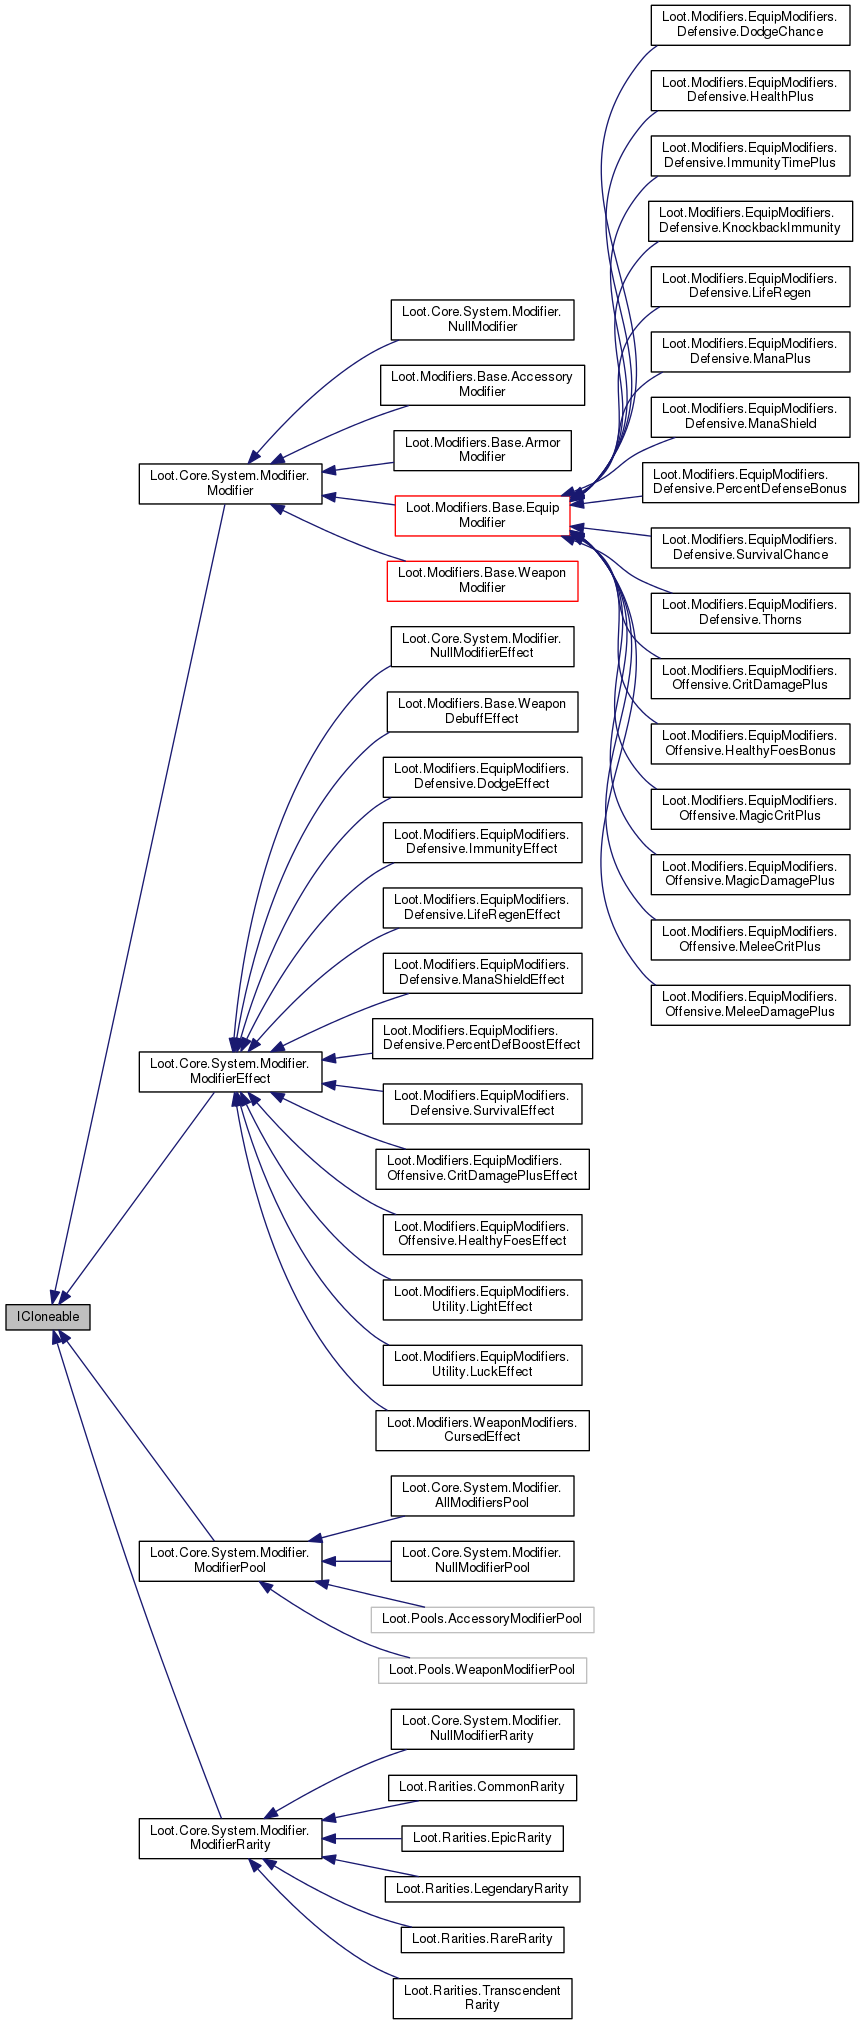 ICloneable
Loot.Core.System.Modifier.
Modifier
Loot.Core.System.Modifier.
ModifierEffect
Loot.Core.System.Modifier.
ModifierPool
Loot.Core.System.Modifier.
ModifierRarity
Loot.Core.System.Modifier.
NullModifier
Loot.Modifiers.Base.Accessory
Modifier
Loot.Modifiers.Base.Armor
Modifier
Loot.Modifiers.Base.Equip
Modifier
Loot.Modifiers.Base.Weapon
Modifier
Loot.Core.System.Modifier.
NullModifierEffect
Loot.Modifiers.Base.Weapon
DebuffEffect
Loot.Modifiers.EquipModifiers.
Defensive.DodgeEffect
Loot.Modifiers.EquipModifiers.
Defensive.ImmunityEffect
Loot.Modifiers.EquipModifiers.
Defensive.LifeRegenEffect
Loot.Modifiers.EquipModifiers.
Defensive.ManaShieldEffect
Loot.Modifiers.EquipModifiers.
Defensive.PercentDefBoostEffect
Loot.Modifiers.EquipModifiers.
Defensive.SurvivalEffect
Loot.Modifiers.EquipModifiers.
Offensive.CritDamagePlusEffect
Loot.Modifiers.EquipModifiers.
Offensive.HealthyFoesEffect
Loot.Modifiers.EquipModifiers.
Utility.LightEffect
Loot.Modifiers.EquipModifiers.
Utility.LuckEffect
Loot.Modifiers.WeaponModifiers.
CursedEffect
Loot.Core.System.Modifier.
AllModifiersPool
Loot.Core.System.Modifier.
NullModifierPool
Loot.Pools.AccessoryModifierPool
Loot.Pools.WeaponModifierPool
Loot.Core.System.Modifier.
NullModifierRarity
Loot.Rarities.CommonRarity
Loot.Rarities.EpicRarity
Loot.Rarities.LegendaryRarity
Loot.Rarities.RareRarity
Loot.Rarities.Transcendent
Rarity
Loot.Modifiers.EquipModifiers.
Defensive.DodgeChance
Loot.Modifiers.EquipModifiers.
Defensive.HealthPlus
Loot.Modifiers.EquipModifiers.
Defensive.ImmunityTimePlus
Loot.Modifiers.EquipModifiers.
Defensive.KnockbackImmunity
Loot.Modifiers.EquipModifiers.
Defensive.LifeRegen
Loot.Modifiers.EquipModifiers.
Defensive.ManaPlus
Loot.Modifiers.EquipModifiers.
Defensive.ManaShield
Loot.Modifiers.EquipModifiers.
Defensive.PercentDefenseBonus
Loot.Modifiers.EquipModifiers.
Defensive.SurvivalChance
Loot.Modifiers.EquipModifiers.
Defensive.Thorns
Loot.Modifiers.EquipModifiers.
Offensive.CritDamagePlus
Loot.Modifiers.EquipModifiers.
Offensive.HealthyFoesBonus
Loot.Modifiers.EquipModifiers.
Offensive.MagicCritPlus
Loot.Modifiers.EquipModifiers.
Offensive.MagicDamagePlus
Loot.Modifiers.EquipModifiers.
Offensive.MeleeCritPlus
Loot.Modifiers.EquipModifiers.
Offensive.MeleeDamagePlus